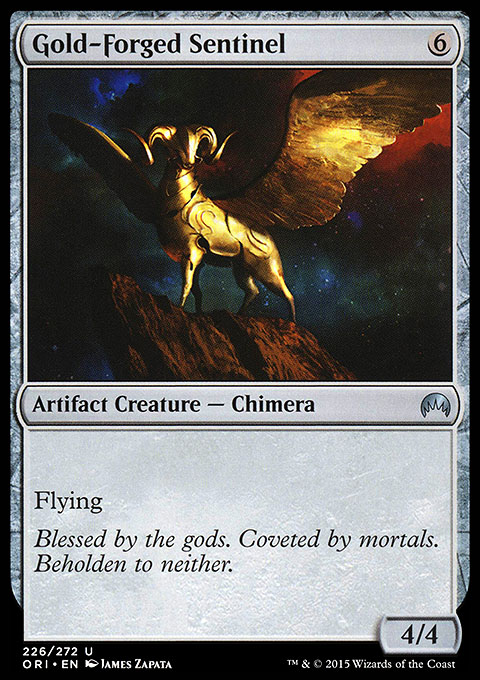 Gold-Forged Sentinel 6
Artifact Creature — Chimera
Flying
Blessed by the gods. Coveted by mortals.
Beholden to neither.
4/4
226/272 U
ORI • EN James Zapata
™ & © 2015 Wizards of the Coast